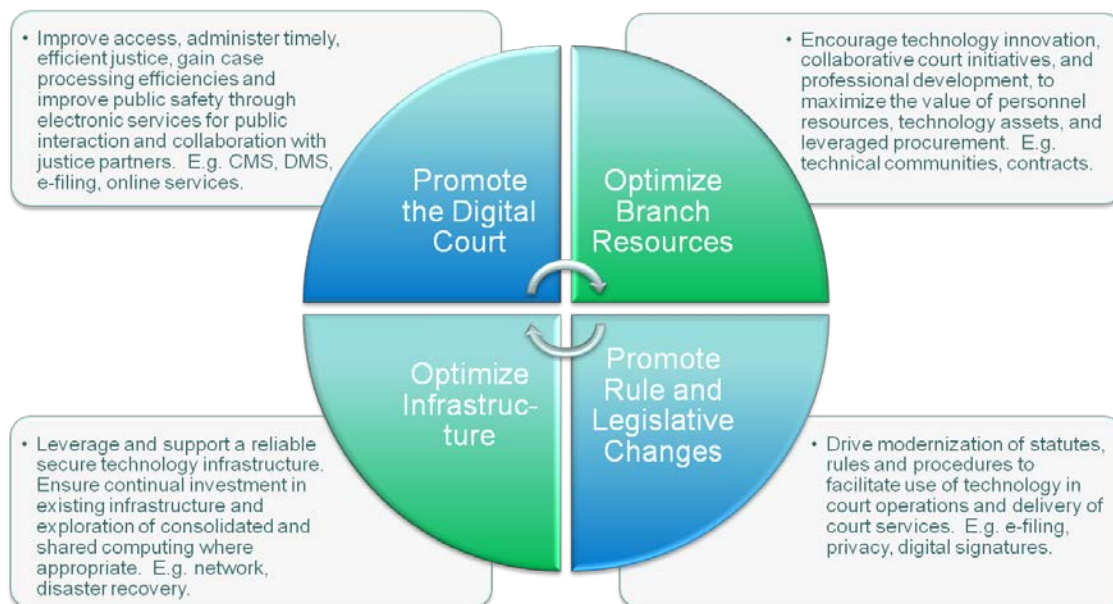 • Improve access, administer timely,
efficient justice, gain case
processing efficiencies and
improve public safety through
electronic services for public
interaction and collaboration with
justice partners.  E.g. CMS, DMS,
e-filing, online services.
• Encourage technology innovation,
collaborative court initiatives, and
professional development, to
maximize the value of personnel
resources, technology assets, and
leveraged procurement.  E.g.
technical communities, contracts.
Promote
the Digital
Court
Optimize
Branch
Resources
Optimize
Infrastruc-
ture
Promote
Rule and
Legislative
Changes
• Leverage and support a reliable
secure technology infrastructure.
Ensure continual investment in
existing infrastructure and
exploration of consolidated and
shared computing where
appropriate.  E.g. network,
disaster recovery.
• Drive modernization of statutes,
rules and procedures to
facilitate use of technology in
court operations and delivery of
court services.  E.g. e-filing,
privacy, digital signatures.